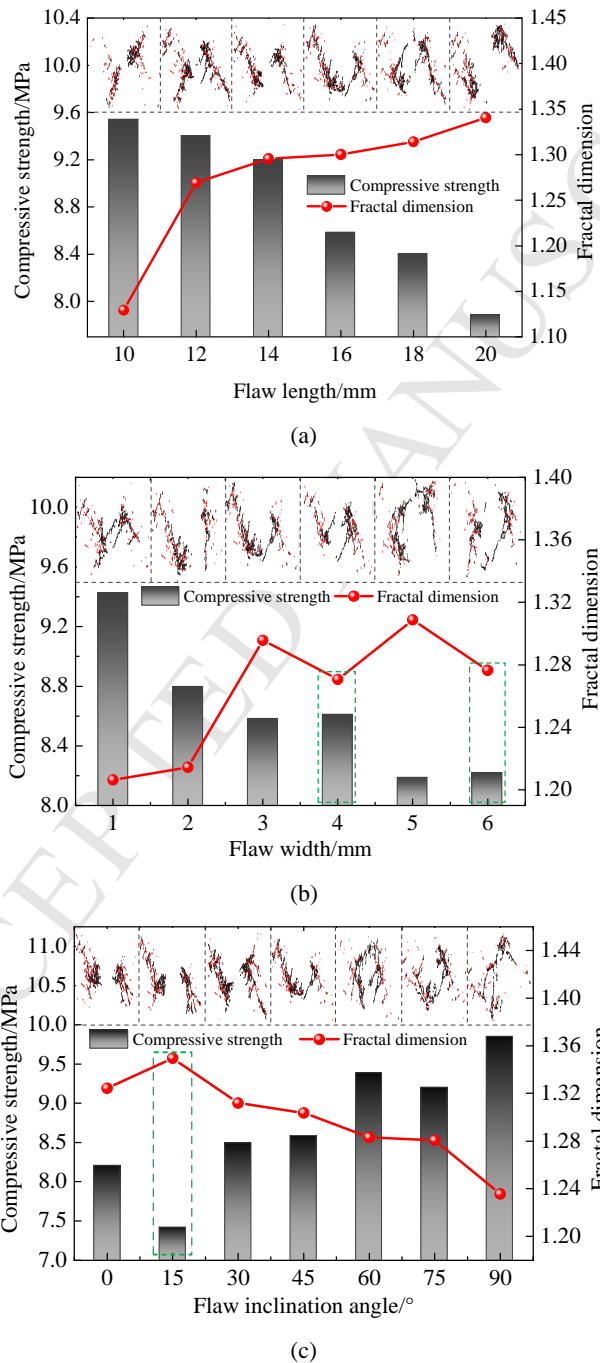 10.4
10.0
9.6
9.2
8.8
8.4
8.0
Compressive strength/MPa
1.45
1.40
1.35
1.30
1.25
1.20
1.15
1.10
Fractal dimension
Compressive strength
Fractal dimension
10 12 14 16 18 20
Flaw length/mm
(a)
10.0
9.6
9.2
8.8
8.4
8.0
Compressive strength/MPa
1.40
1.36
1.32
1.28
1.24
1.20
Fractal dimension
Compressive strength Fractal dimension
1 2 3 4 5 6
Flaw width/mm
(b)
11.0
10.5
10.0
9.5
9.0
8.5
8.0
7.5
7.0
Compressive strength/MPa
1.44
1.40
1.36
1.32
1.28
1.24
1.20
Fractal dimension
Compressive strength Fractal dimension
0 15 30 45 60 75 90
Flaw inclination angle/°
(c)
CEPTED MANUSC